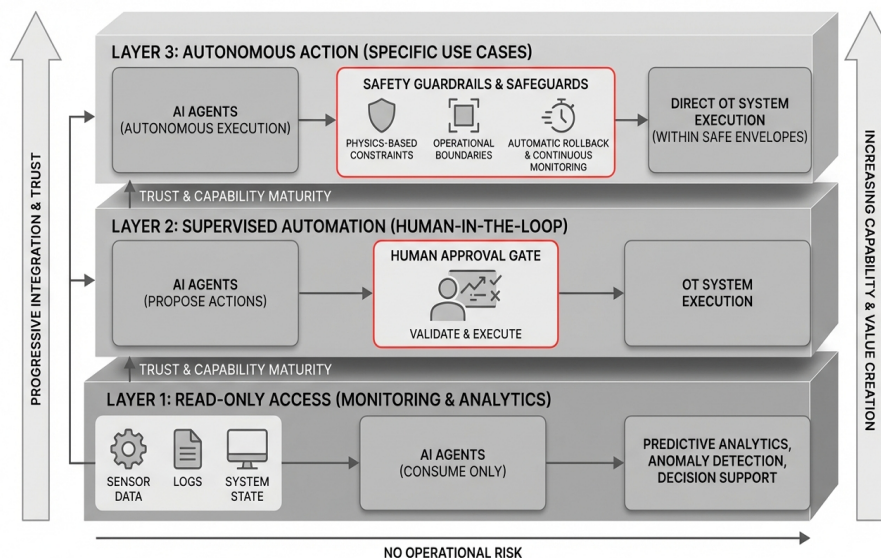 LAYER 3: AUTONOMOUS ACTION (SPECIFIC USE CASES)
AI AGENTS
(AUTONOMOUS EXECUTION)
SAFETY GUARDRAILS & SAFEGUARDS
PHYSICS-BASED
CONSTRAINTS
OPERATIONAL
BOUNDARIES
AUTOMATIC ROLLBACK
& CONTINUOUS
MONITORING
DIRECT OT SYSTEM
EXECUTION
(WITHIN SAFE ENVELOPES)
TRUST & CAPABILITY MATURITY
LAYER 2: SUPERVISED AUTOMATION (HUMAN-IN-THE-LOOP)
AI AGENTS
(PROPOSE ACTIONS)
HUMAN APPROVAL GATE
VALIDATE & EXECUTE
OT SYSTEM
EXECUTION
TRUST & CAPABILITY MATURITY
LAYER 1: READ-ONLY ACCESS (MONITORING & ANALYTICS)
SENSOR
DATA
LOGS
SYSTEM
STATE
AI AGENTS
(CONSUME ONLY)
PREDICTIVE ANALYTICS,
ANOMALY DETECTION,
DECISION SUPPORT
NO OPERATIONAL RISK
PROGRESSIVE INTEGRATION & TRUST
INCREASING CAPABILITY & VALUE CREATION